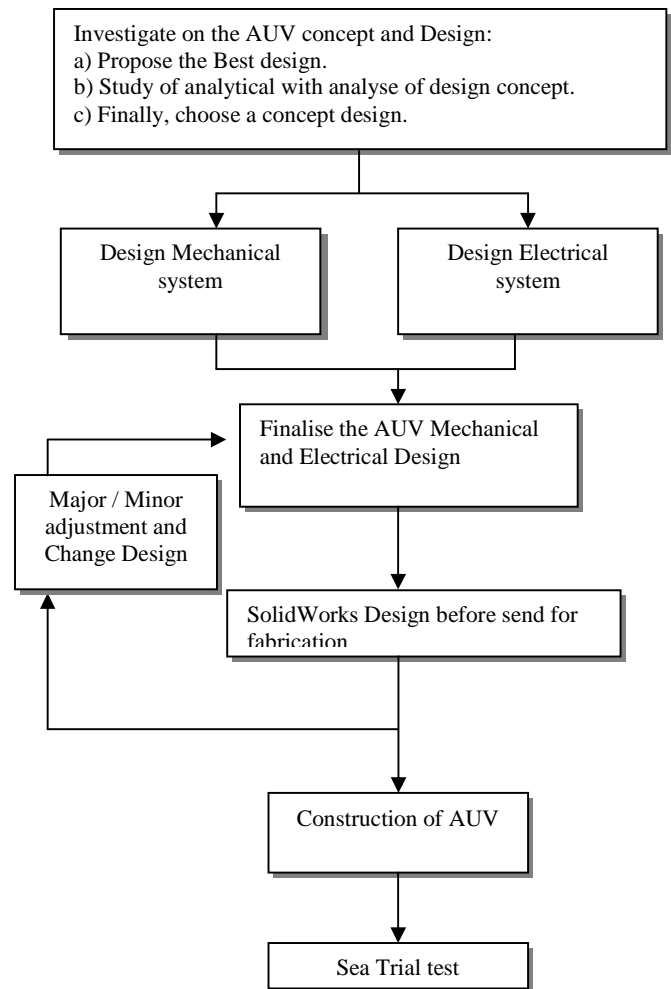 Investigate on the AUV concept and Design:
a) Propose the Best design.
b) Study of analytical with analyse of design concept.
c) Finally, choose a concept design.
Design Mechanical
system
Design Electrical
system
Finalise the AUV Mechanical
and Electrical Design
Major / Minor
adjustment and
Change Design
SolidWorks Design before send for
fabrication
Construction of AUV
Sea Trial test